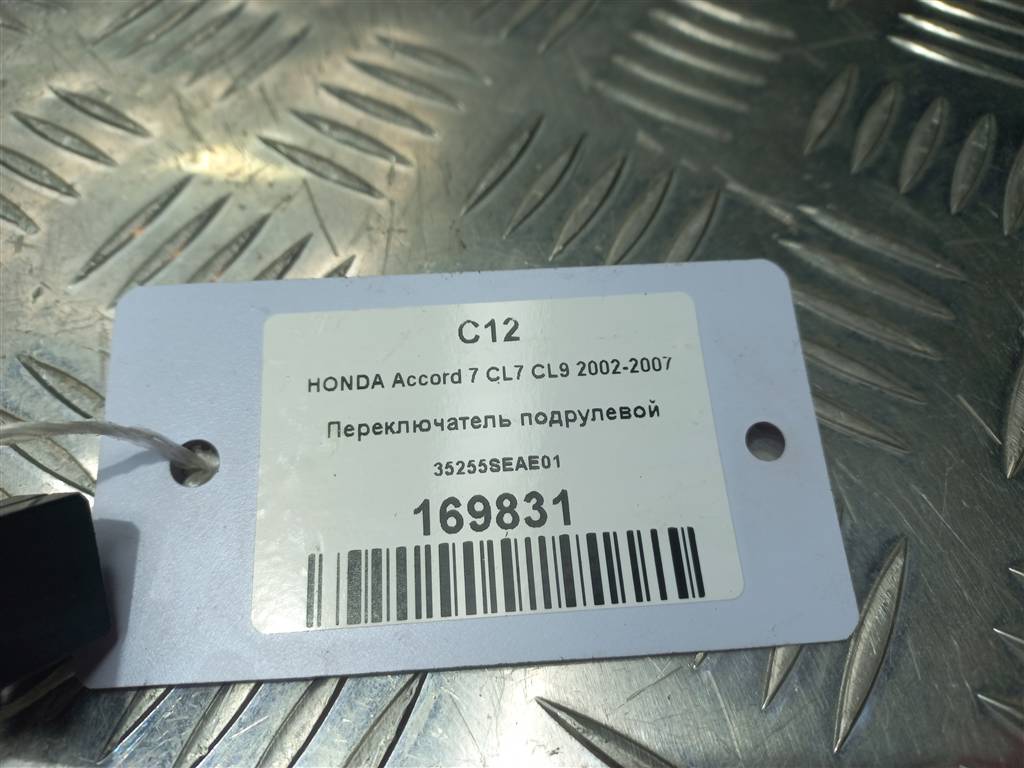 C12
HONDA Accord 7 CL7 CL9 2002-2007
Переключатель подрулевой
35255SEAE01
169831